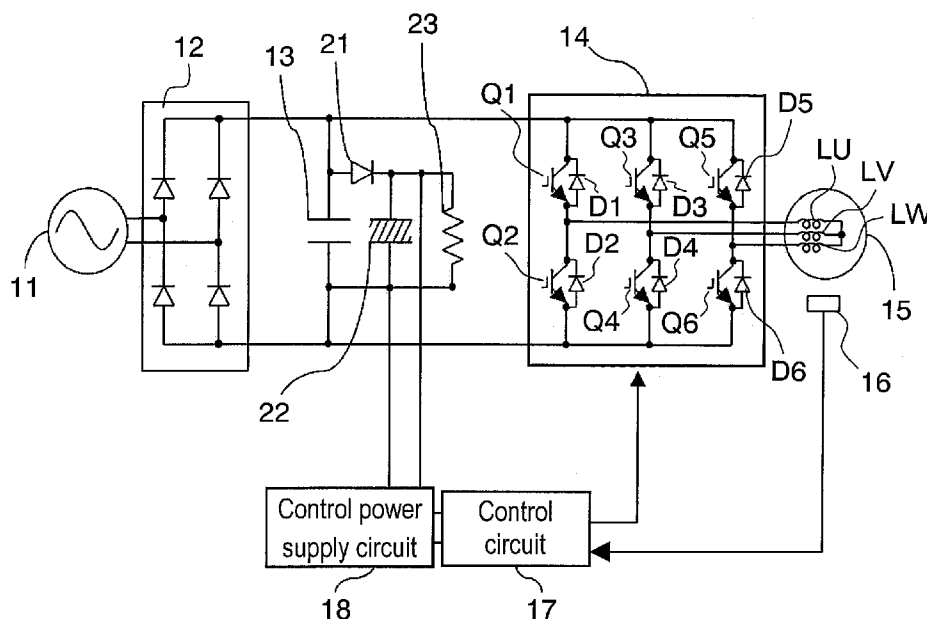 12
13
21
23
14
Q1
Q3
Q5
D5
LU
LV
LW
D1
D3
11
Q2
D2
D4
Q4
Q6
15
D6
16
22
Control power
supply circuit
Control
circuit
18
17